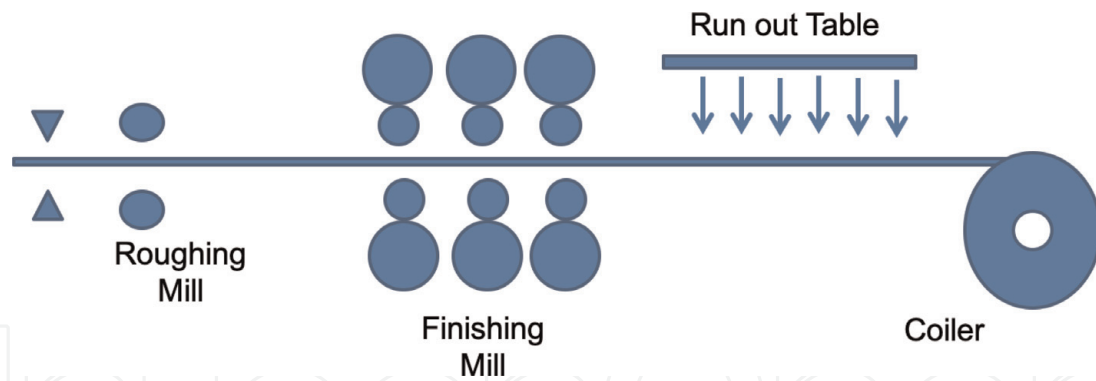 Run out Table
Roughing
Mill
Finishing
Mill
Coiler